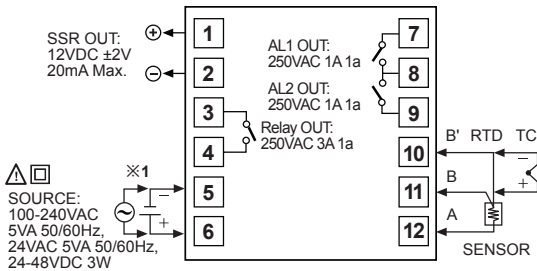 SSR OUT:
12VDC ±2V
20mA Max.
1
2
3
4
5
6
7
8
9
10
11
12
AL1 OUT:
250VAC 1A 1a
AL2 OUT:
250VAC 1A 1a
Relay OUT:
250VAC 3A 1a
B' RTD TC
B
A
SENSOR
※1
SOURCE:
100-240VAC
5VA 50/60Hz,
24VAC 5VA 50/60Hz,
24-48VDC 3W